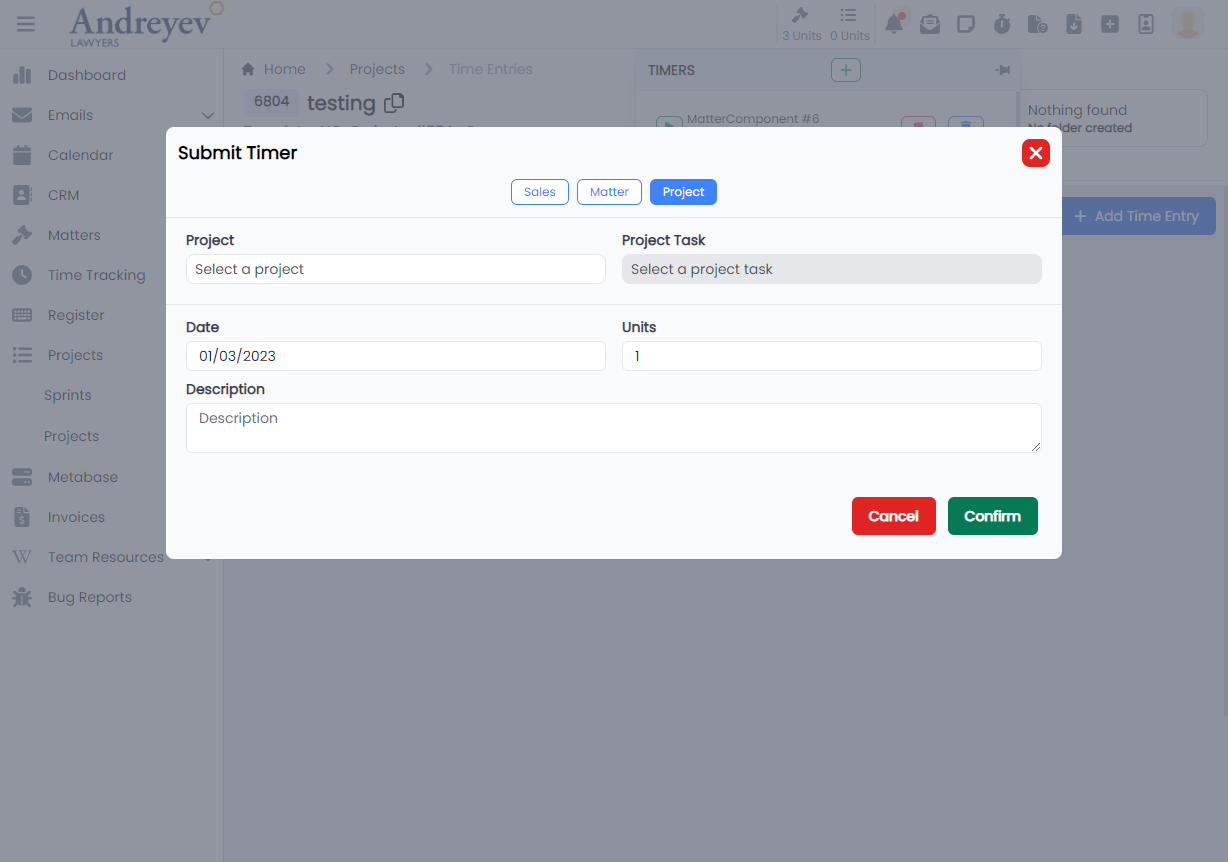 Andreyev
LAWYERS
3 Units 0 Units
Dashboard
Emails
Calendar
CRM
Matters
Time Tracking
Register
Projects
Sprints
Projects
Metabase
Invoices
Team Resources
Bug Reports
Home Projects Time Entries
6804 testing
TIMERS
MatterComponent #6
Nothing found
No folder created
Add Time Entry
Submit Timer
Sales Matter Project
Project Project Task
Select a project Select a project task
Date Units
01/03/2023 1
Description
Description
Cancel Confirm